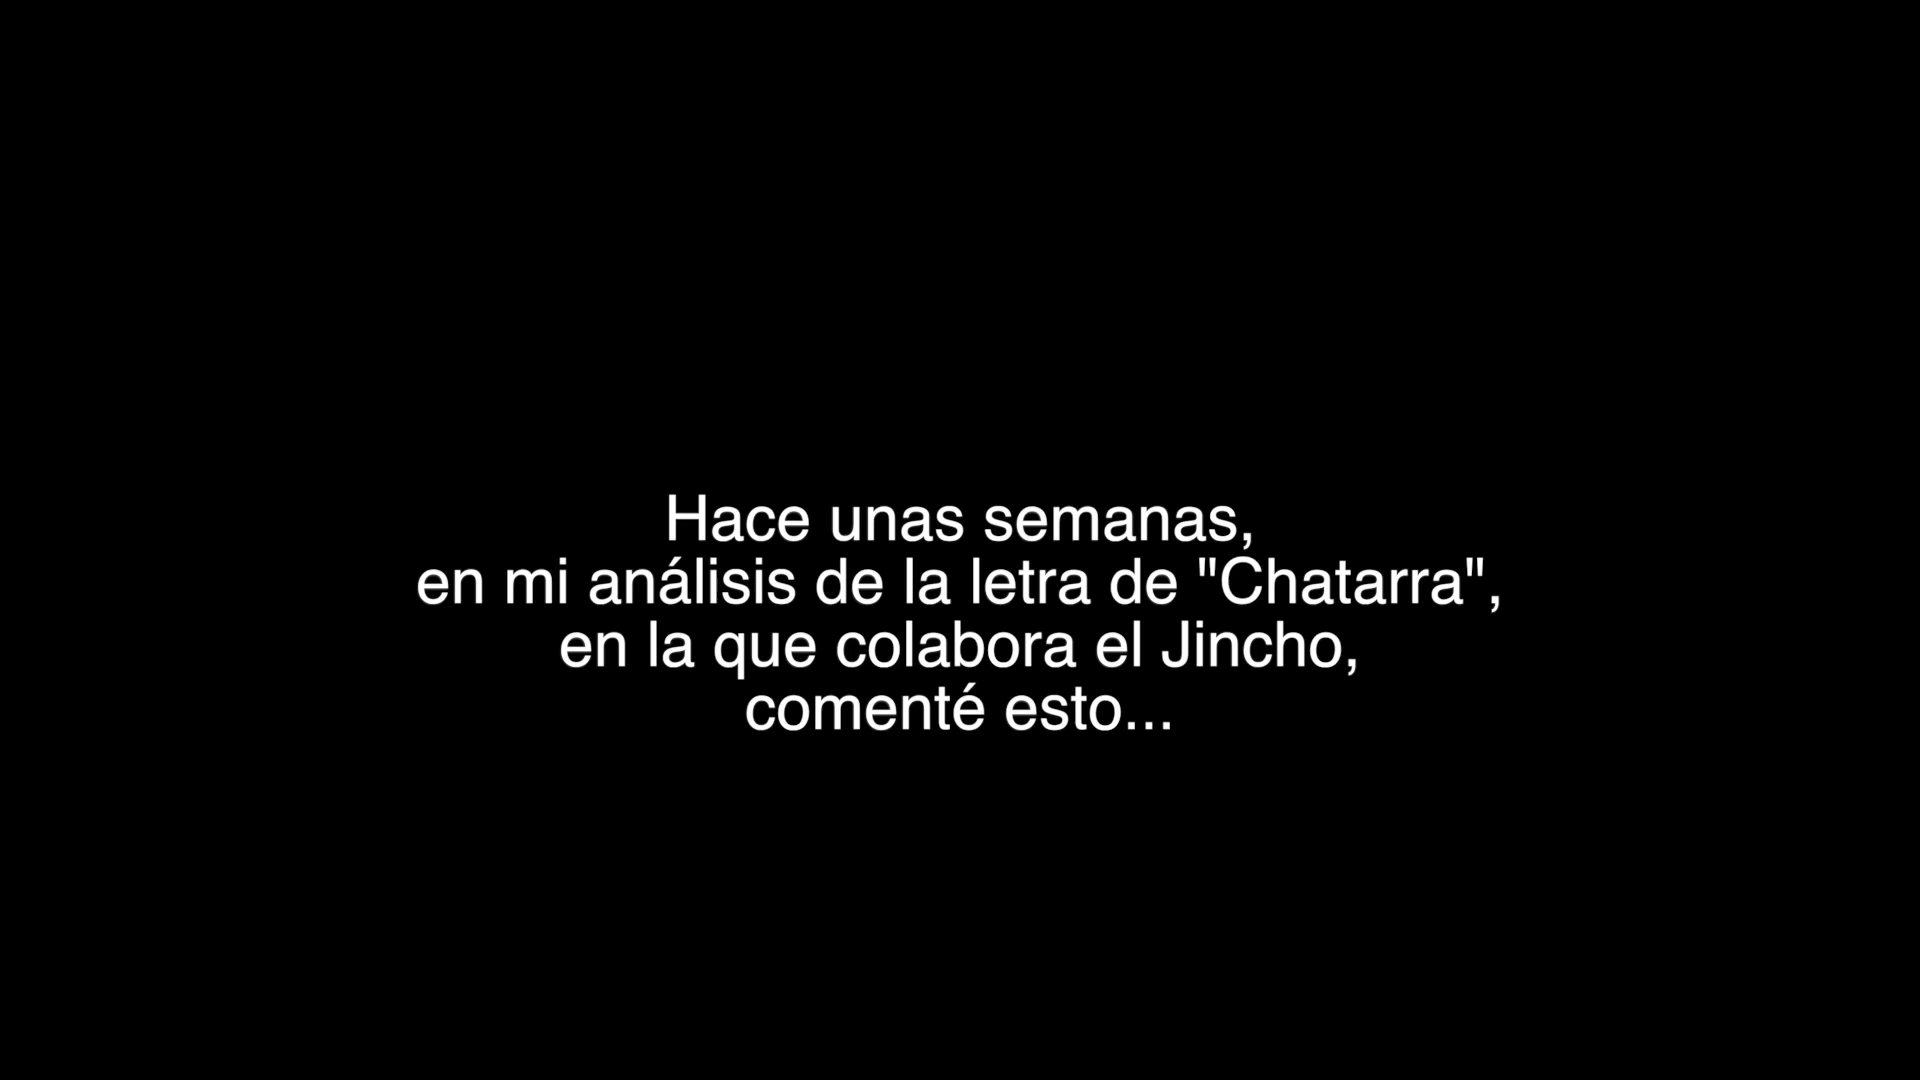 Hace unas semanas,
en mi análisis de la letra de "Chatarra",
en la que colabora el Jincho,
comenté esto...